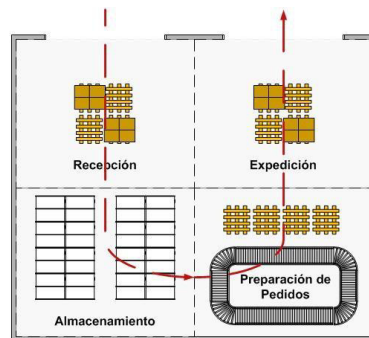 Recepción
Expedición
Almacenamiento
Preparación de
Pedidos